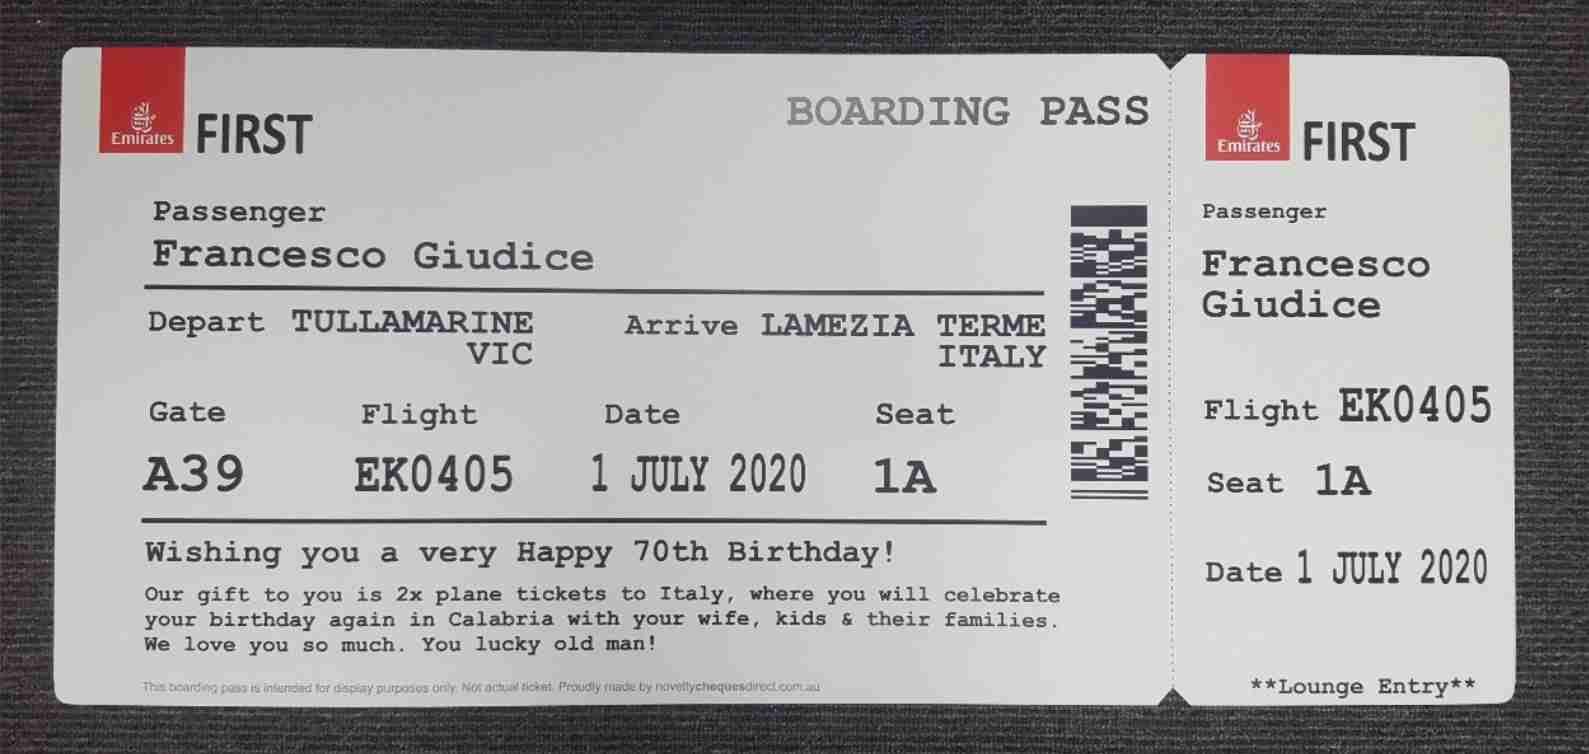 Emirates FIRST
BOARDING PASS
Passenger
Francesco Giudice
Depart TULLAMARINE VIC
Arrive LAMEZIA TERME ITALY
Gate Flight Date Seat
A39 EK0405 1 JULY 2020 1A
Wishing you a very Happy 70th Birthday!
Our gift to you is 2x plane tickets to Italy, where you will celebrate
your birthday again in Calabria with your wife, kids & their families.
We love you so much. You lucky old man!
This boarding pass is intended for display purposes only. Not actual ticket. Proudly made by noveltychequesdirect.com.au
Emirates FIRST
Passenger
Francesco
Giudice
Flight EK0405
Seat 1A
Date 1 JULY 2020
**Lounge Entry**